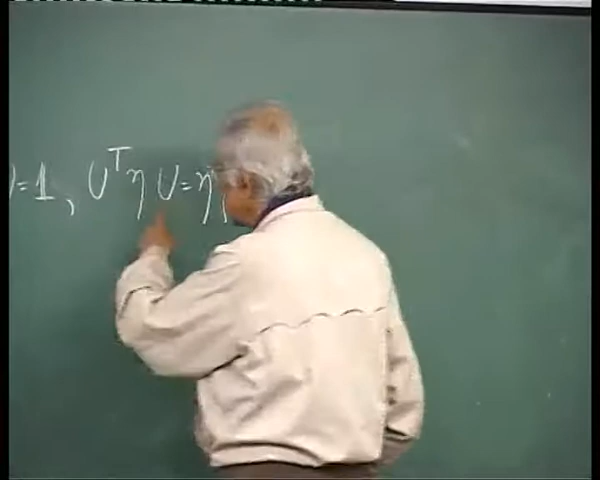 )=1, U^T η U = η,